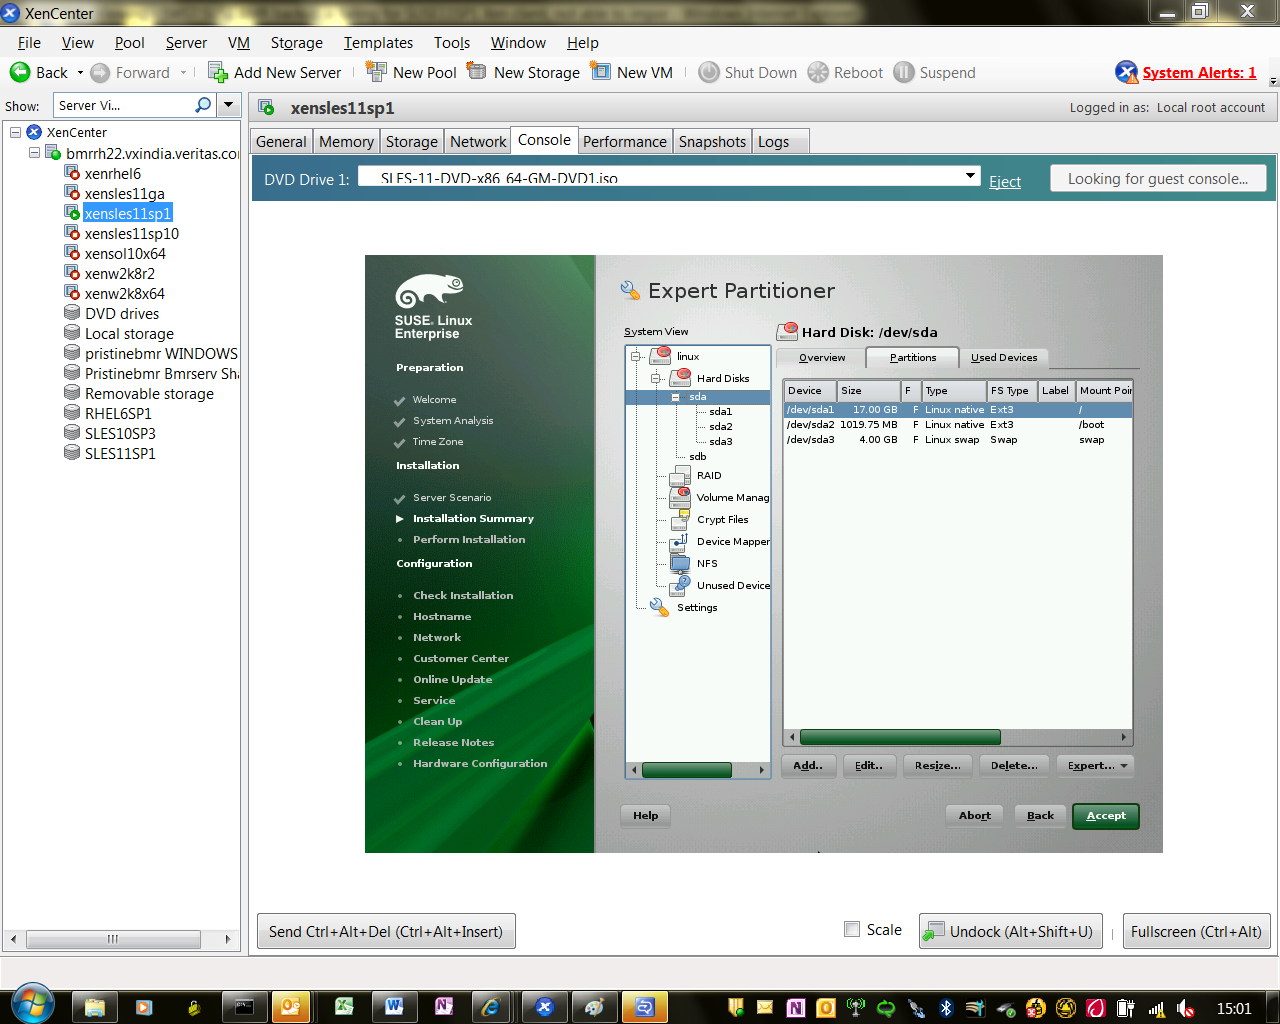 XenCenter
File View Pool Server VM Storage Templates Tools Window Help
Back Forward Add New Server New Pool New Storage New VM Shut Down Reboot Suspend System Alerts: 1
Show: Server Vi...
xensles11sp1 Logged in as: Local root account
XenCenter
bmrrh22.vxindia.veritas.co
xenrhel6
xensles11ga
xensles11sp1
xensles11sp10
xensol10x64
xenw2k8r2
xenw2k8x64
DVD drives
Local storage
pristinebmr WINDOWS
Pristinebmr Bmrserv Sha
Removable storage
RHEL6SP1
SLES10SP3
SLES11SP1
General Memory Storage Network Console Performance Snapshots Logs
DVD Drive 1: SLES-11-DVD-x86_64-GM-DVD1.iso Eject Looking for guest console...
SUSE® Linux
Enterprise
Preparation
Welcome
System Analysis
Time Zone
Installation
Server Scenario
Installation Summary
Perform Installation
Configuration
Check Installation
Hostname
Network
Customer Center
Online Update
Service
Clean Up
Release Notes
Hardware Configuration
Expert Partitioner
System View
linux
Hard Disks
sda
sda1
sda2
sda3
sdb
RAID
Volume Manag
Crypt Files
Device Mapper
NFS
Unused Device
Settings
Hard Disk: /dev/sda
Overview Partitions Used Devices
Device Size F Type FS Type Label Mount Poi
/dev/sda1 17.00 GB F Linux native Ext3 /
/dev/sda2 1019.75 MB F Linux native Ext3 /boot
/dev/sda3 4.00 GB F Linux swap Swap swap
Add.. Edit.. Resize... Delete... Expert...
Help Abort Back Accept
Send Ctrl+Alt+Del (Ctrl+Alt+Insert) Scale Undock (Alt+Shift+U) Fullscreen (Ctrl+Alt)
15:01